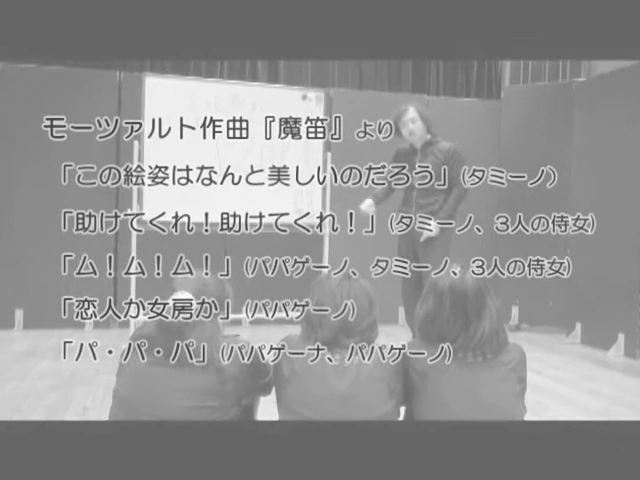 モーツァルト作曲『魔笛』より
「この絵姿はなんと美しいのだろう」(タミーノ)
「助けてくれ！助けてくれ！」(タミーノ、3人の侍女)
「ム！ム！ム！」(パパゲーノ、タミーノ、3人の侍女)
「恋人か女房か」(パパゲーノ)
「パ・パ・パ」(パパゲーナ、パパゲーノ)